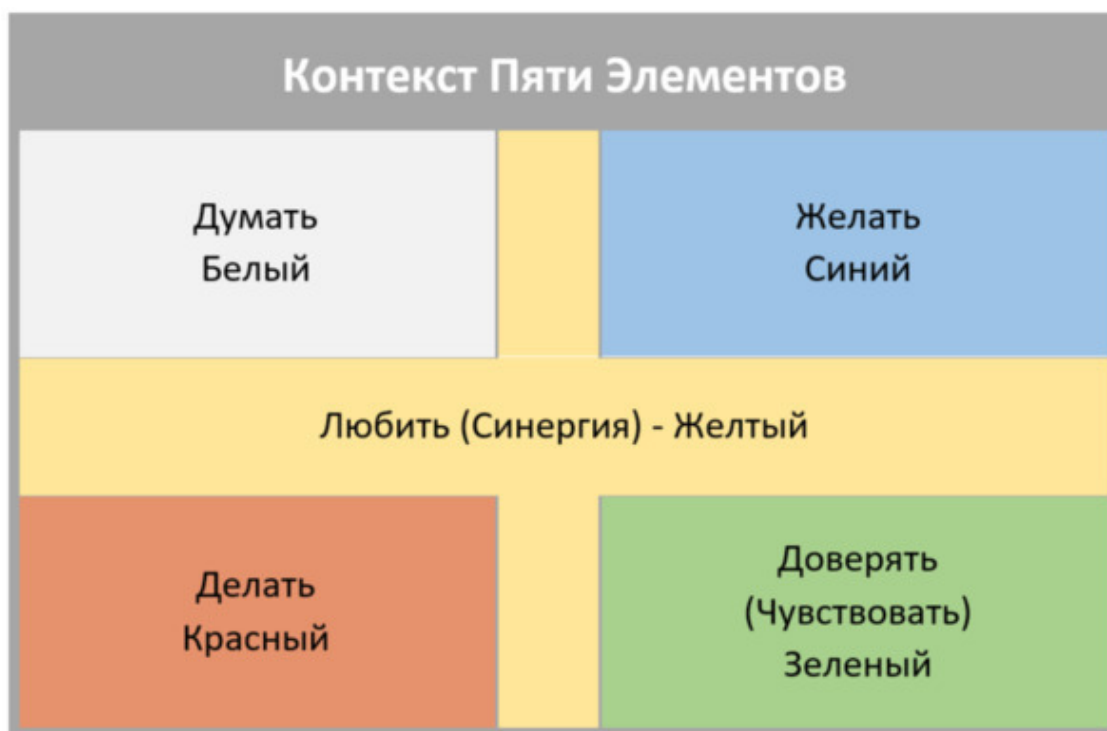 Контекст Пяти Элементов
Думать
Белый
Желать
Синий
Любить (Синергия) - Желтый
Делать
Красный
Доверять
(Чувствовать)
Зеленый